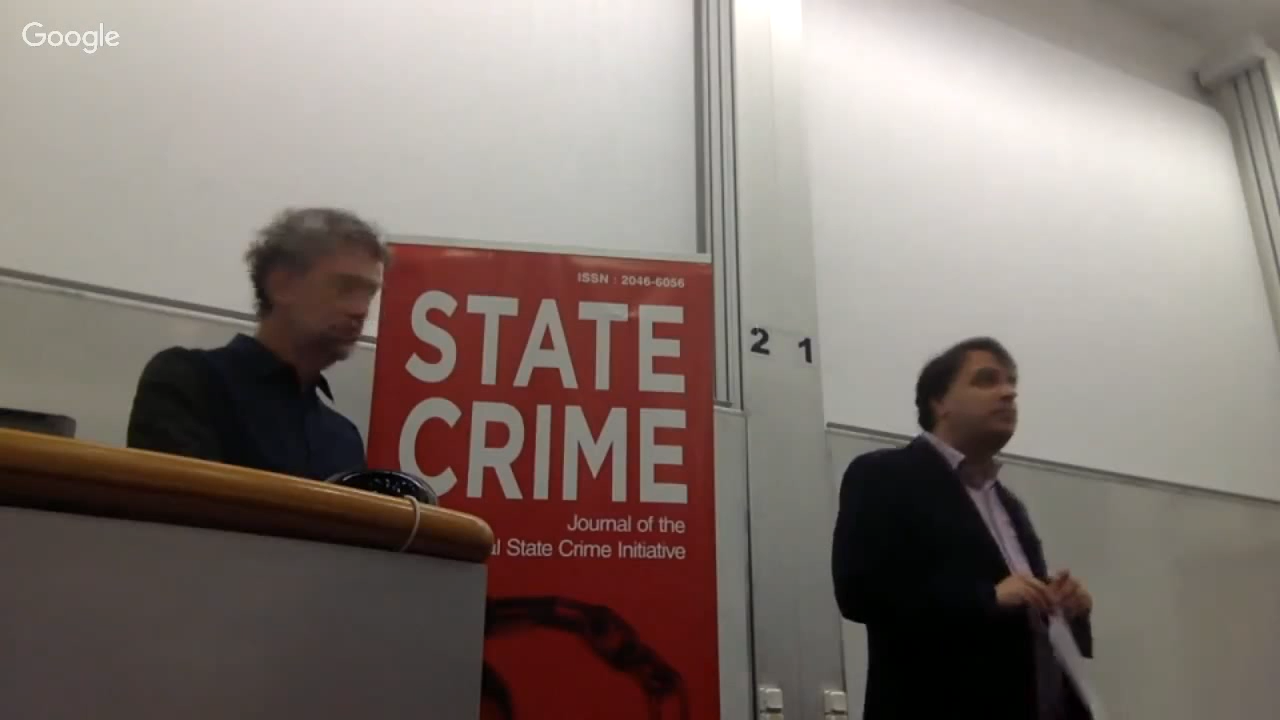 Google
ISSN : 2046-6056
STATE
CRIME
Journal of the
State Crime Initiative
2 1